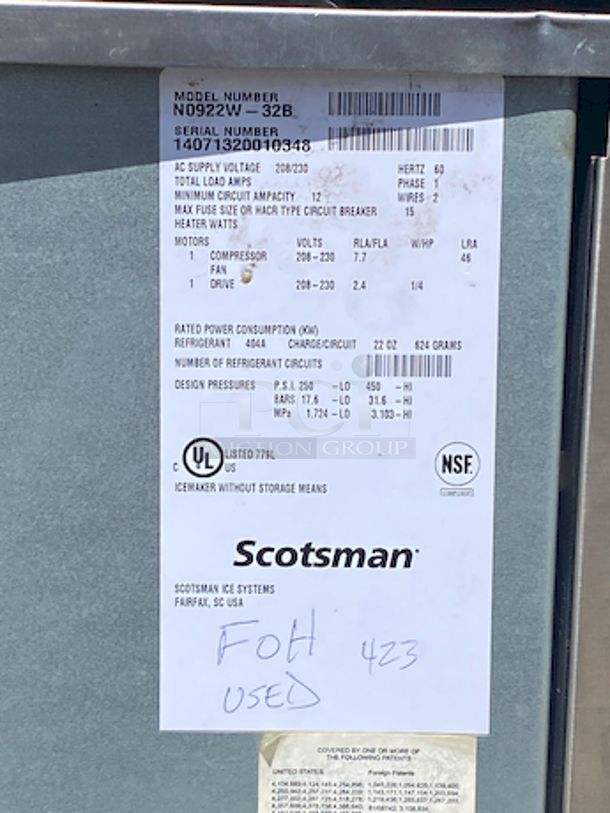 MODEL NUMBER
N0922W-32B
SERIAL NUMBER
14071320010348
AC SUPPLY VOLTAGE 208/230 HERTZ 60
TOTAL LOAD AMPS PHASE 1
MINIMUM CIRCUIT AMPACITY 12 WIRES 2
MAX FUSE SIZE OR HACR TYPE CIRCUIT BREAKER 15
HEATER WATTS
MOTORS VOLTS RLA/FLA W/HP LRA
1 COMPRESSOR 208-230 7.7 46
FAN
1 DRIVE 208-230 2.4 1/4
RATED POWER CONSUMPTION (KW)
REFRIGERANT 404A CHARGE/CIRCUIT 22 OZ 624 GRAMS
NUMBER OF REFRIGERANT CIRCUITS
DESIGN PRESSURES P.S.I. 250 -LO 450 -HI
BARS 17.6 -LO 31.6 -HI
MPa 1.724-LO 3.103-HI
AUCTION GROUP
C UL US LISTED
NSF
ICEMAKER WITHOUT STORAGE MEANS
Scotsman
SCOTSMAN ICE SYSTEMS
FAIRFAX, SC USA
FOH 423
USED
COVERED BY ONE OR MORE OF
THE FOLLOWING PATENTS
UNITED STATES Foreign Patents